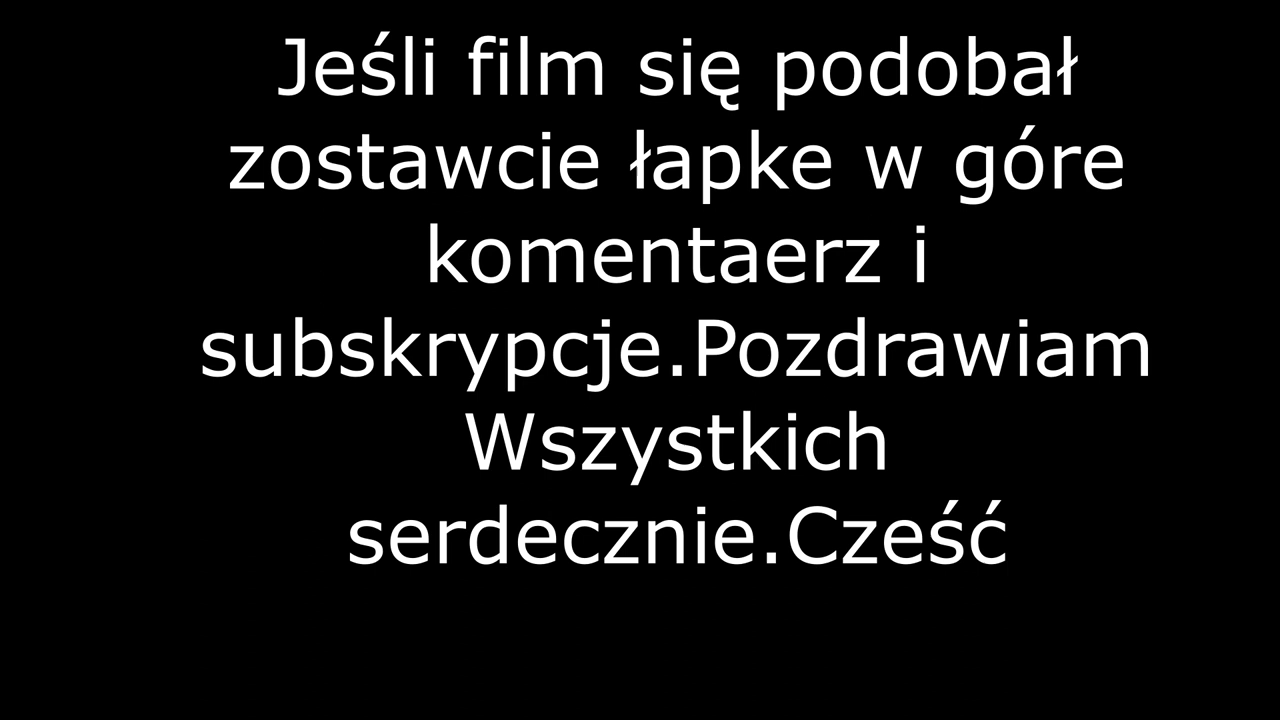 Jeśli film się podobał
zostawcie łapke w góre
komentaerz i
subskrypcje.Pozdrawiam
Wszystkich
serdecznie.Cześć